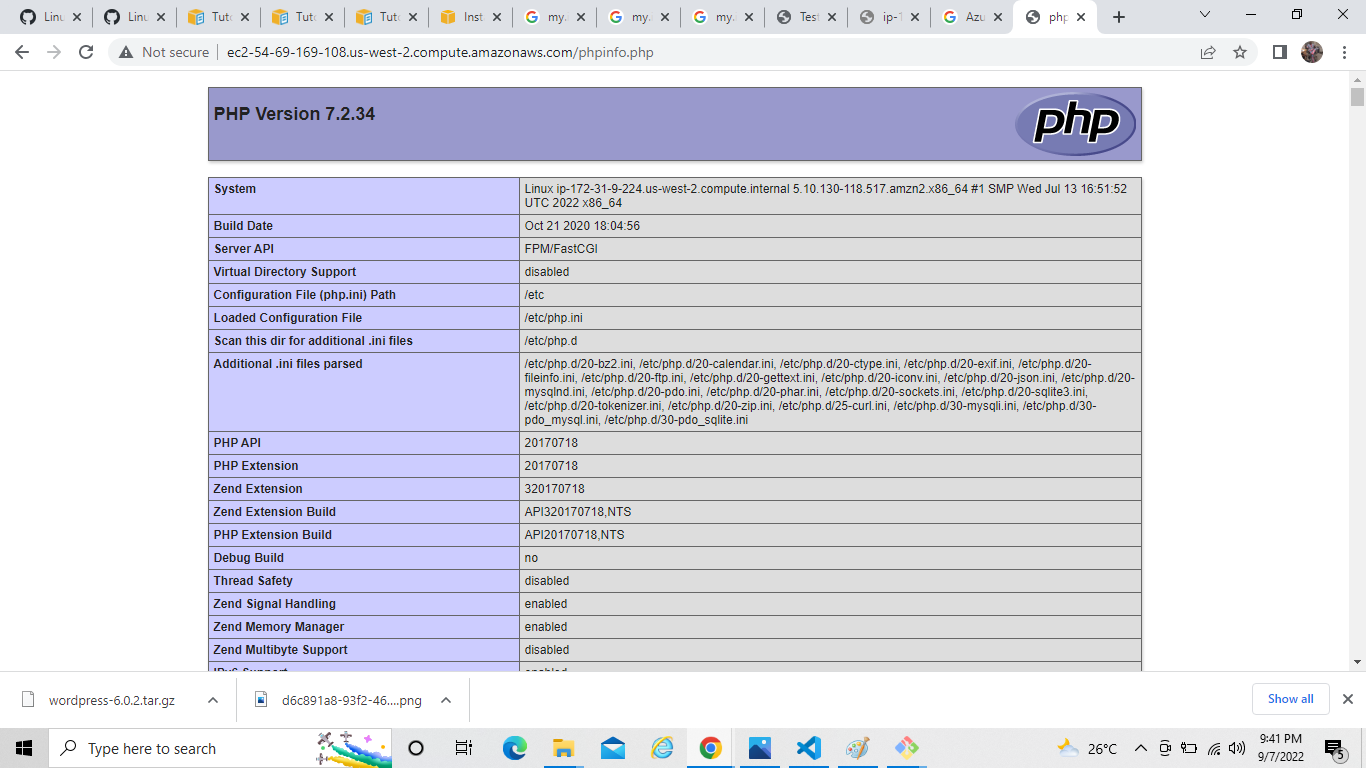 Linu
Linu
Tuto
Tuto
Tuto
Inst
my.
my.
my.
Test
ip-1
Azu
php
Not secure
ec2-54-69-169-108.us-west-2.compute.amazonaws.com/phpinfo.php
PHP Version 7.2.34
php
System
Linux ip-172-31-9-224.us-west-2.compute.internal 5.10.130-118.517.amzn2.x86_64 #1 SMP Wed Jul 13 16:51:52
UTC 2022 x86_64
Build Date
Oct 21 2020 18:04:56
Server API
FPM/FastCGI
Virtual Directory Support
disabled
Configuration File (php.ini) Path
/etc
Loaded Configuration File
/etc/php.ini
Scan this dir for additional .ini files
/etc/php.d
Additional .ini files parsed
/etc/php.d/20-bz2.ini, /etc/php.d/20-calendar.ini, /etc/php.d/20-ctype.ini, /etc/php.d/20-exif.ini, /etc/php.d/20-
fileinfo.ini, /etc/php.d/20-ftp.ini, /etc/php.d/20-gettext.ini, /etc/php.d/20-iconv.ini, /etc/php.d/20-json.ini, /etc/php.d/20-
mysqlnd.ini, /etc/php.d/20-pdo.ini, /etc/php.d/20-phar.ini, /etc/php.d/20-sockets.ini, /etc/php.d/20-sqlite3.ini,
/etc/php.d/20-tokenizer.ini, /etc/php.d/20-zip.ini, /etc/php.d/25-curl.ini, /etc/php.d/30-mysqli.ini, /etc/php.d/30-
pdo_mysql.ini, /etc/php.d/30-pdo_sqlite.ini
PHP API
20170718
PHP Extension
20170718
Zend Extension
320170718
Zend Extension Build
API320170718,NTS
PHP Extension Build
API20170718,NTS
Debug Build
no
Thread Safety
disabled
Zend Signal Handling
enabled
Zend Memory Manager
enabled
Zend Multibyte Support
disabled
IPv6 Support
enabled
wordpress-6.0.2.tar.gz
d6c891a8-93f2-46....png
Show all
Type here to search
26°C
9:41 PM
9/7/2022
5